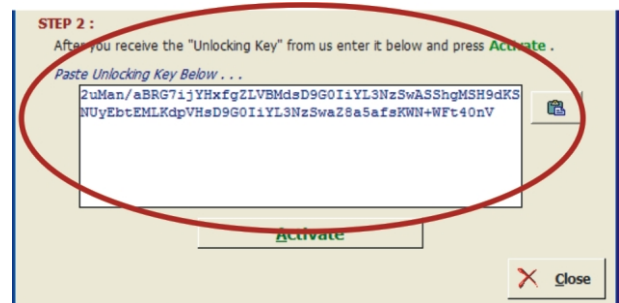 STEP 2 :
After you receive the "Unlocking Key" from us enter it below and press Activate .
Paste Unlocking Key Below . . .
2uMan/aBRG7ijYHxfgZLVBMdsD9G0IiYL3NzSwASShgMSH9dKS
NUyEbtEMLKdpVHsD9G0IiYL3NzSwaZ8a5afsKWN+WFt40nV
Activate
Close